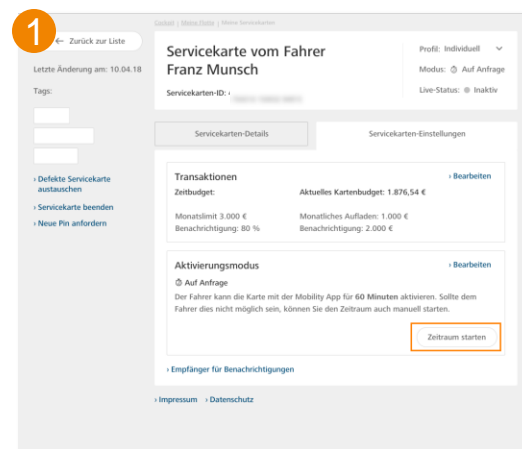 1
Cockpit | Meine Flotte | Meine Servicekarten
← Zurück zur Liste
Letzte Änderung am: 10.04.18
Tags:
› Defekte Servicekarte
austauschen
› Servicekarte beenden
› Neue Pin anfordern
Servicekarte vom Fahrer
Franz Munsch
Servicekarten-ID:
Profil: Individuell
Modus: Auf Anfrage
Live-Status: Inaktiv
Servicekarten-Details
Servicekarten-Einstellungen
Transaktionen
› Bearbeiten
Zeitbudget:
Aktuelles Kartenbudget: 1.876,54 €
Monatslimit 3.000 €
Monatliches Aufladen: 1.000 €
Benachrichtigung: 80 %
Benachrichtigung: 2.000 €
Aktivierungsmodus
› Bearbeiten
Auf Anfrage
Der Fahrer kann die Karte mit der Mobility App für 60 Minuten aktivieren. Sollte dem
Fahrer dies nicht möglich sein, können Sie den Zeitraum auch manuell starten.
Zeitraum starten
› Empfänger für Benachrichtigungen
› Impressum › Datenschutz